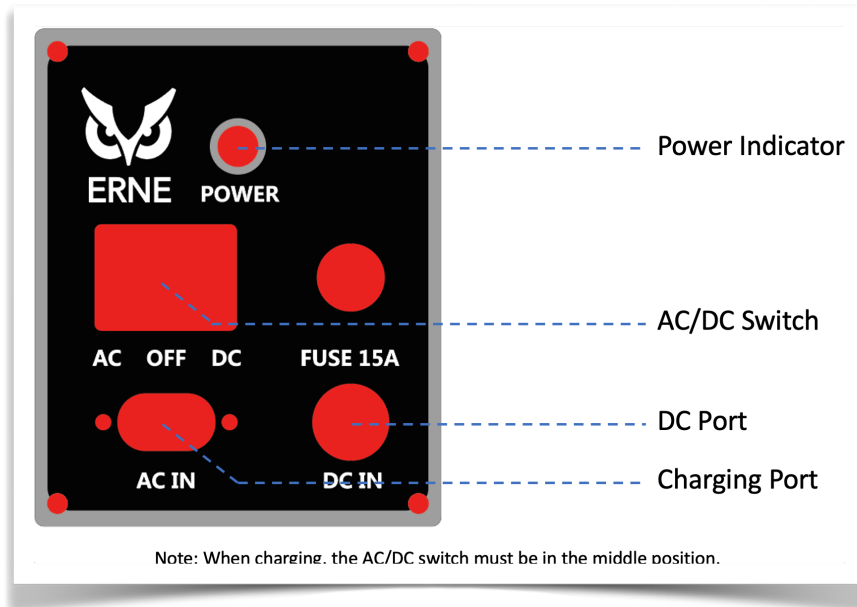 Power Indicator
ERNE
POWER
AC/DC Switch
AC OFF DC
FUSE 15A
DC Port
AC IN
DC IN
Charging Port
Note: When charging, the AC/DC switch must be in the middle position.